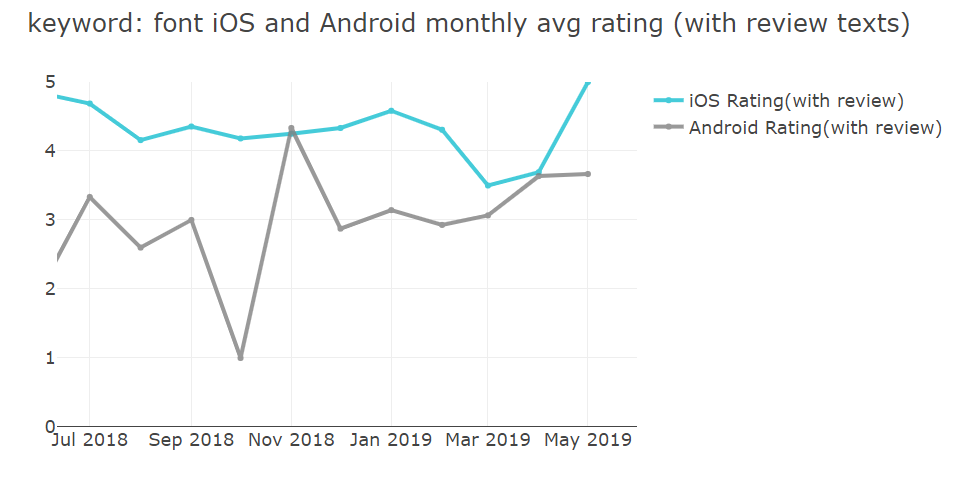 keyword: font iOS and Android monthly avg rating (with review texts)
5
4
3
2
1
0
Jul 2018 Sep 2018 Nov 2018 Jan 2019 Mar 2019 May 2019
iOS Rating(with review)
Android Rating(with review)